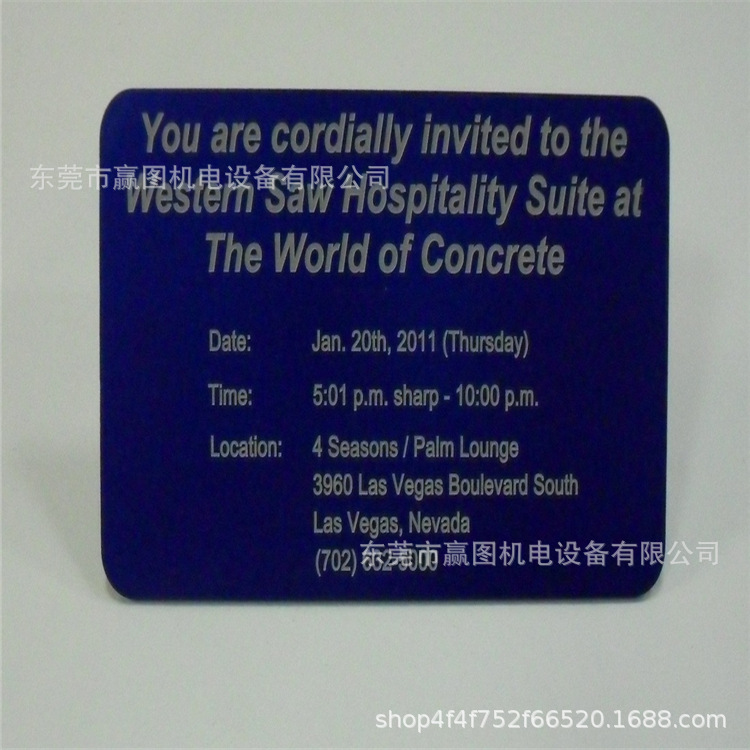 You are cordially invited to the
东莞市赢图机电设备有限公司
Western Saw Hospitality Suite at
The World of Concrete
Date: Jan. 20th, 2011 (Thursday)
Time: 5:01 p.m. sharp - 10:00 p.m.
Location: 4 Seasons / Palm Lounge
3960 Las Vegas Boulevard South
Las Vegas, Nevada
东莞市赢图机电设备有限公司
(702)
shop4f4f752f66520.1688.com